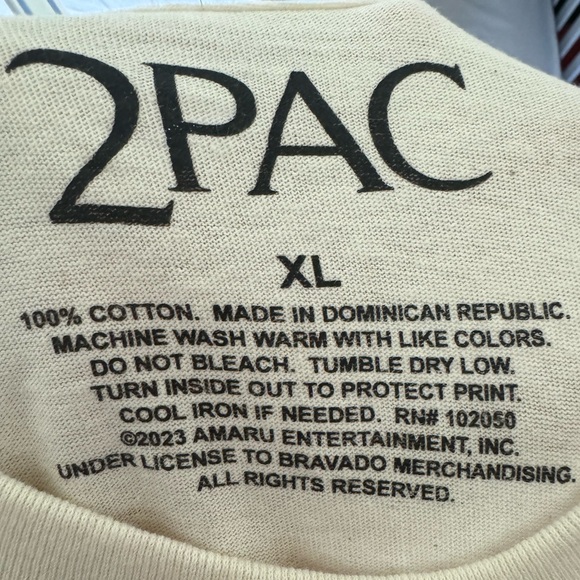 2PAC
XL
100% COTTON. MADE IN DOMINICAN REPUBLIC.
MACHINE WASH WARM WITH LIKE COLORS.
DO NOT BLEACH. TUMBLE DRY LOW.
TURN INSIDE OUT TO PROTECT PRINT.
COOL IRON IF NEEDED. RN# 102050
©2023 AMARU ENTERTAINMENT, INC.
UNDER LICENSE TO BRAVADO MERCHANDISING.
ALL RIGHTS RESERVED.